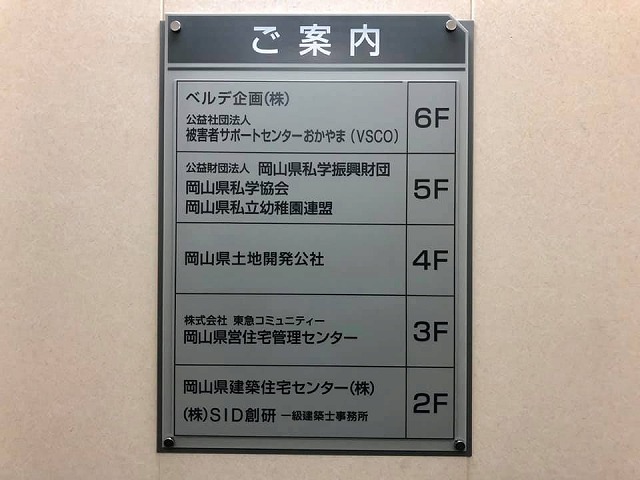 ご案内
ベルデ企画(株)
公益社団法人
被害者サポートセンターおかやま(VSCO)
6F
公益財団法人 岡山県私学振興財団
岡山県私学協会
岡山県私立幼稚園連盟
5F
岡山県土地開発公社
4F
株式会社 東急コミュニティー
岡山県営住宅管理センター
3F
岡山県建築住宅センター(株)
(株)SID創研 一級建築士事務所
2F